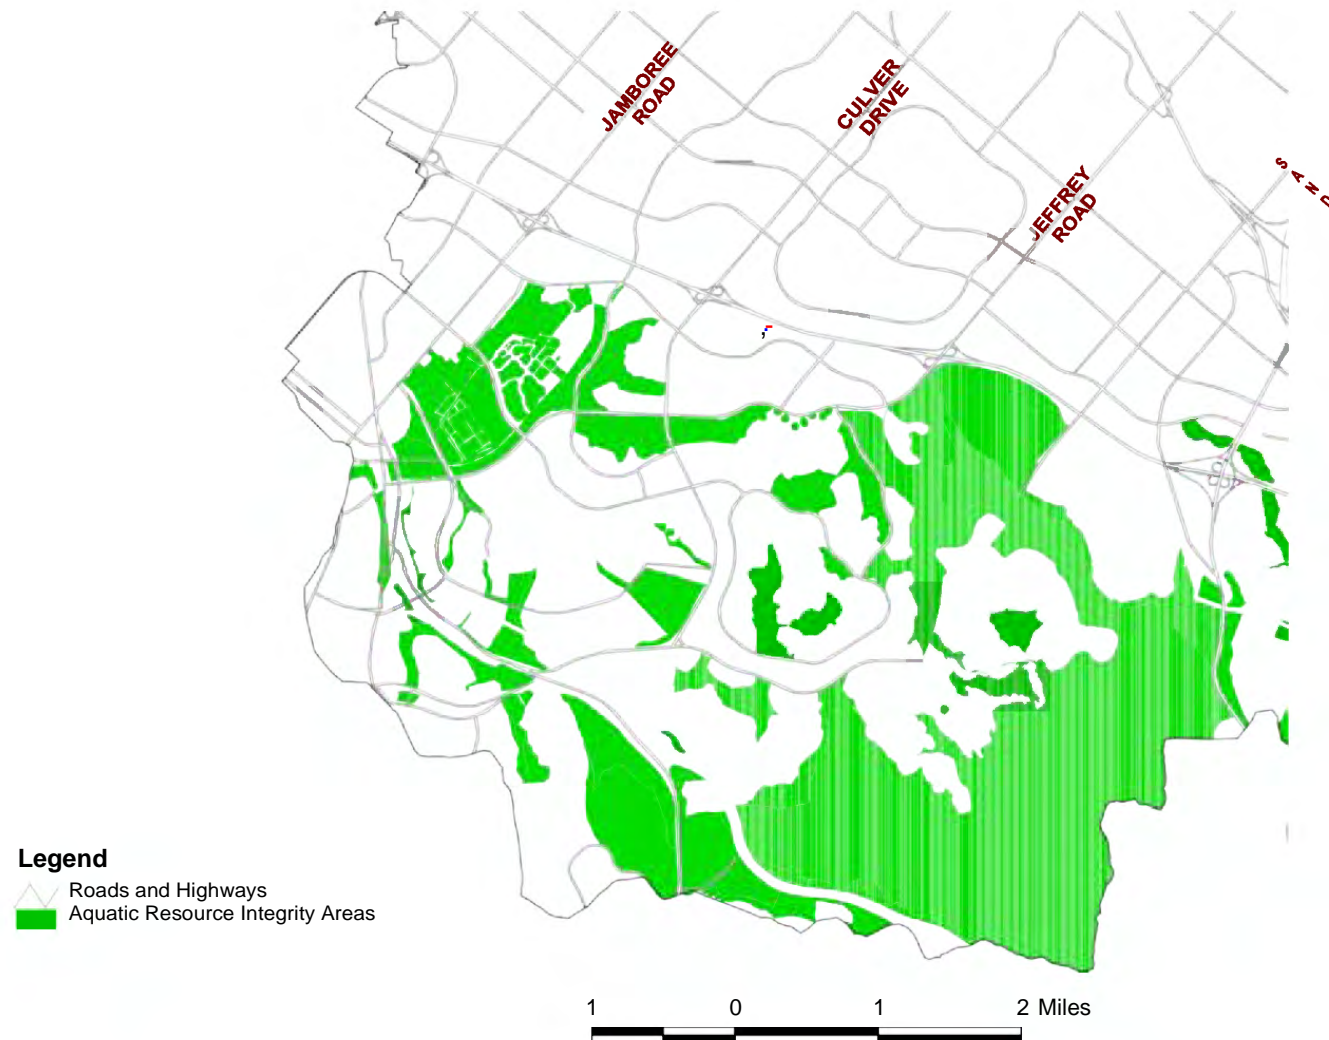 JAMBOREE
ROAD
CULVER
DRIVE
JEFFREY
ROAD
SAND
Legend
Roads and Highways
Aquatic Resource Integrity Areas
1 0 1 2 Miles